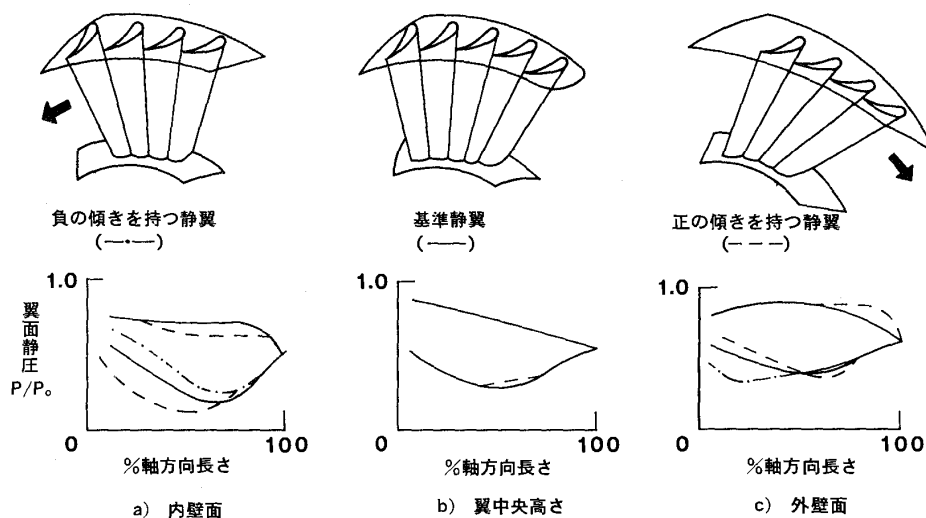 負の傾きを持つ静翼
(—・—)
基準静翼
(——)
正の傾きを持つ静翼
(— — —)
翼面静圧
P/P₀
1.0
0
100
%軸方向長さ
a) 内壁面
1.0
0
100
%軸方向長さ
b) 翼中央高さ
1.0
0
100
%軸方向長さ
c) 外壁面